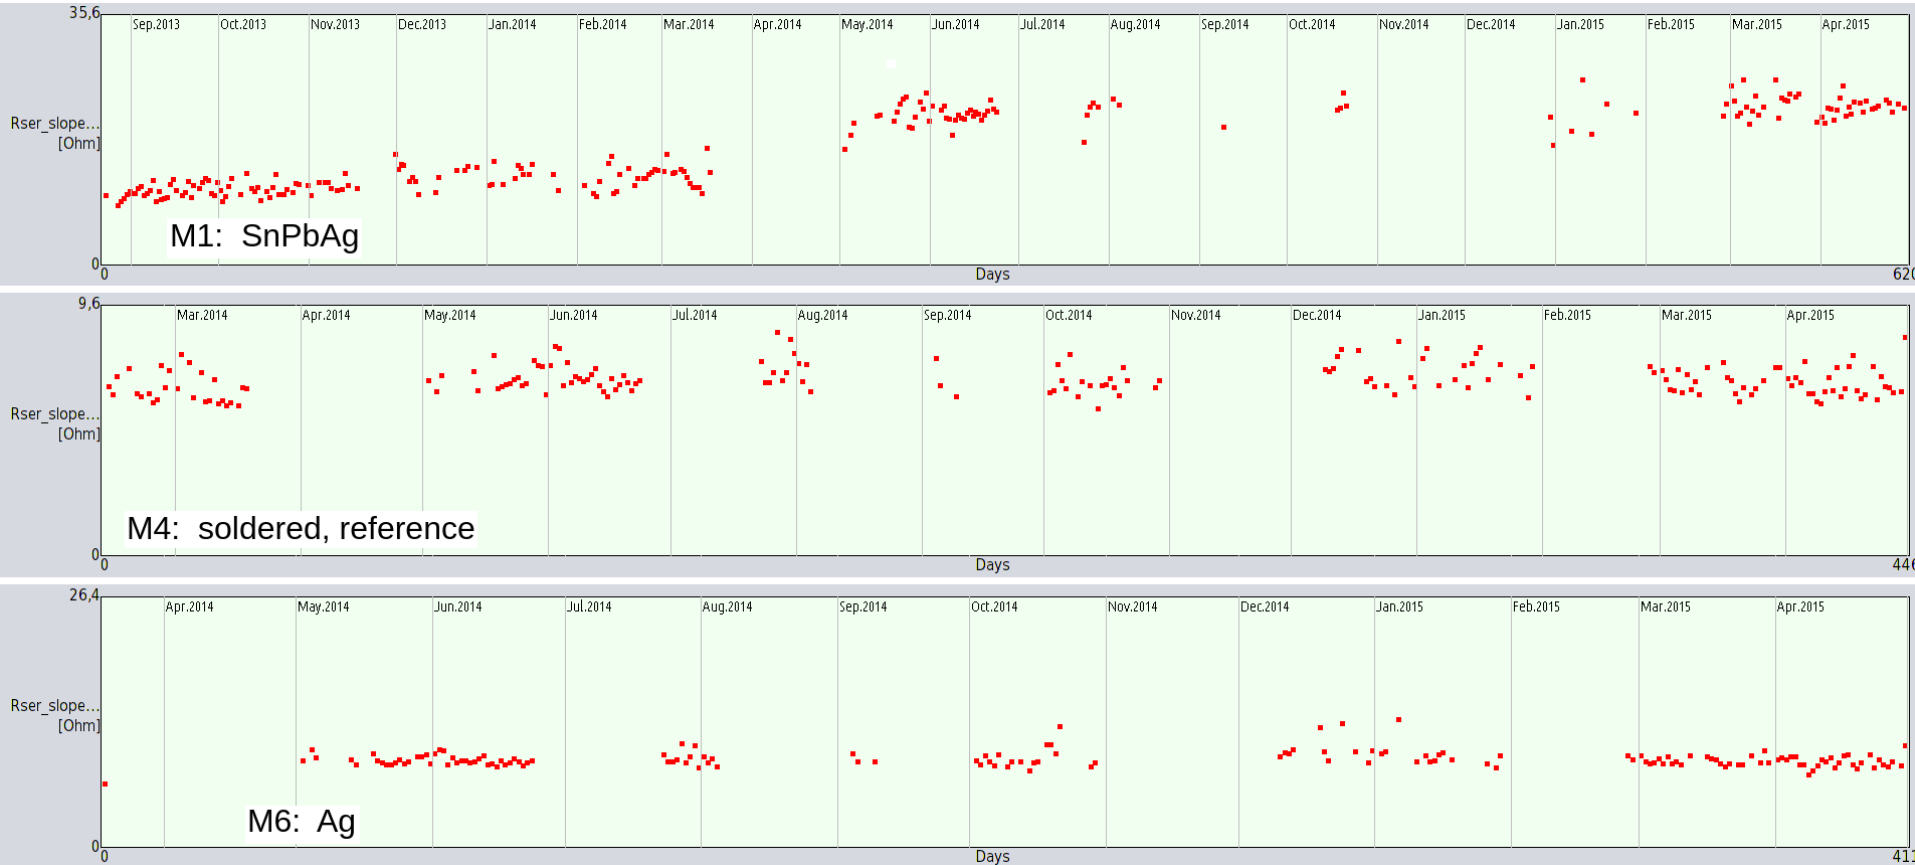 35,6
Sep.2013 Oct.2013 Nov.2013 Dec.2013 Jan.2014 Feb.2014 Mar.2014 Apr.2014 May.2014 Jun.2014 Jul.2014 Aug.2014 Sep.2014 Oct.2014 Nov.2014 Dec.2014 Jan.2015 Feb.2015 Mar.2015 Apr.2015
Rser_slope...
[Ohm]
M1: SnPbAg
0
0 Days 620
9,6
Mar.2014 Apr.2014 May.2014 Jun.2014 Jul.2014 Aug.2014 Sep.2014 Oct.2014 Nov.2014 Dec.2014 Jan.2015 Feb.2015 Mar.2015 Apr.2015
Rser_slope...
[Ohm]
M4: soldered, reference
0
0 Days 446
26,4
Apr.2014 May.2014 Jun.2014 Jul.2014 Aug.2014 Sep.2014 Oct.2014 Nov.2014 Dec.2014 Jan.2015 Feb.2015 Mar.2015 Apr.2015
Rser_slope...
[Ohm]
M6: Ag
0
0 Days 411